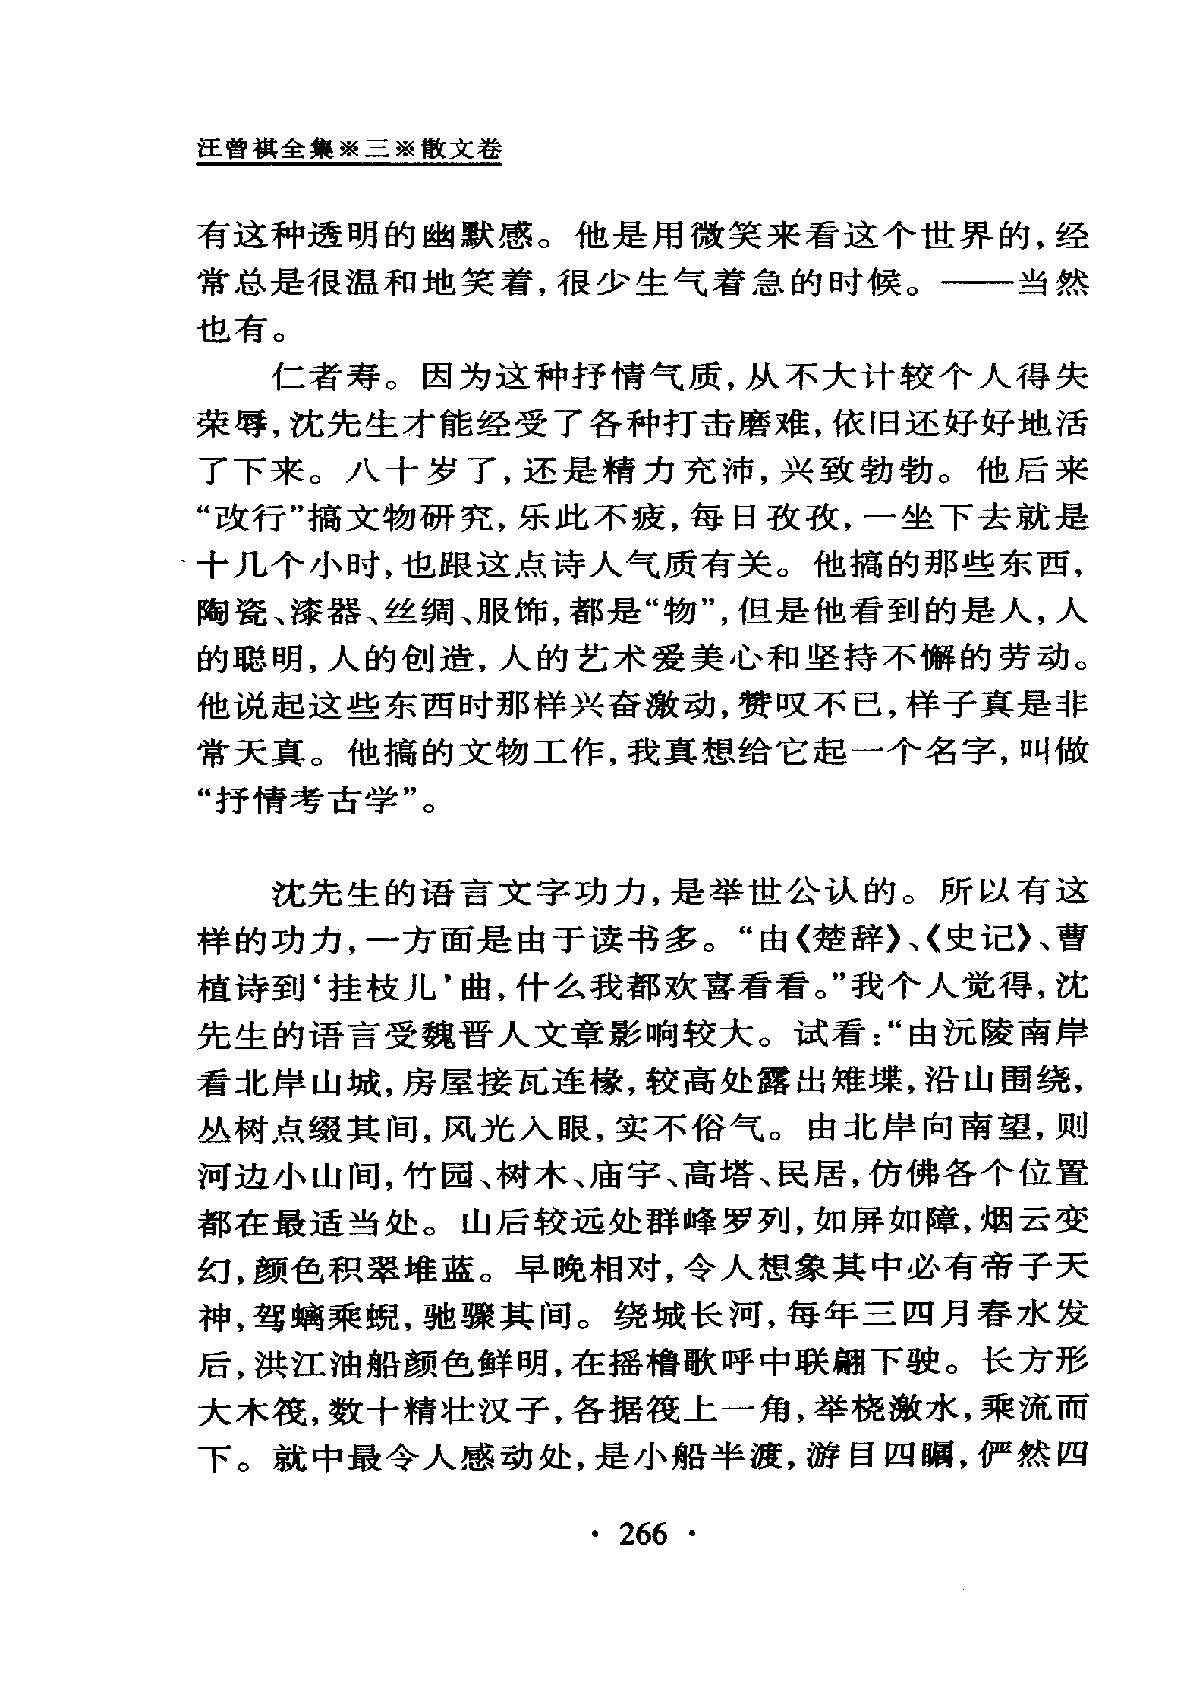 汪曾祺全集※三※散文卷
有这种透明的幽默感。他是用微笑来看这个世界的,经
常总是很温和地笑着,很少生气着急的时候。——当然
也有。
仁者寿。因为这种抒情气质,从不大计较个人得失
荣辱,沈先生才能经受了各种打击磨难,依旧还好好地活
了下来。八十岁了,还是精力充沛,兴致勃勃。他后来
“改行”搞文物研究,乐此不疲,每日孜孜,一坐下去就是
十几个小时,也跟这点诗人气质有关。他搞的那些东西,
陶瓷、漆器、丝绸、服饰,都是“物”,但是他看到的是人,人
的聪明,人的创造,人的艺术爱美心和坚持不懈的劳动。
他说起这些东西时那样兴奋激动,赞叹不已,样子真是非
常天真。他搞的文物工作,我真想给它起一个名字,叫做
“抒情考古学”。
沈先生的语言文字功力,是举世公认的。所以有这
样的功力,一方面是由于读书多。“由《楚辞》、《史记》、曹
植诗到‘挂枝儿’曲,什么我都欢喜看看。”我个人觉得,沈
先生的语言受魏晋人文章影响较大。试看:“由沅陵南岸
看北岸山城,房屋接瓦连椽,较高处露出雉堞,沿山围绕,
丛树点缀其间,风光入眼,实不俗气。由北岸向南望,则
河边小山间,竹园、树木、庙宇、高塔、民居,仿佛各个位置
都在最适当处。山后较远处群峰罗列,如屏如障,烟云变
幻,颜色积翠堆蓝。早晚相对,令人想象其中必有帝子天
神,驾螭乘蜺,驰骤其间。绕城长河,每年三四月春水发
后,洪江油船颜色鲜明,在摇橹歌呼中联翩下驶。长方形
大木筏,数十精壮汉子,各据筏上一角,举桡激水,乘流而
下。就中最令人感动处,是小船半渡,游目四瞩,俨然四
· 266 ·